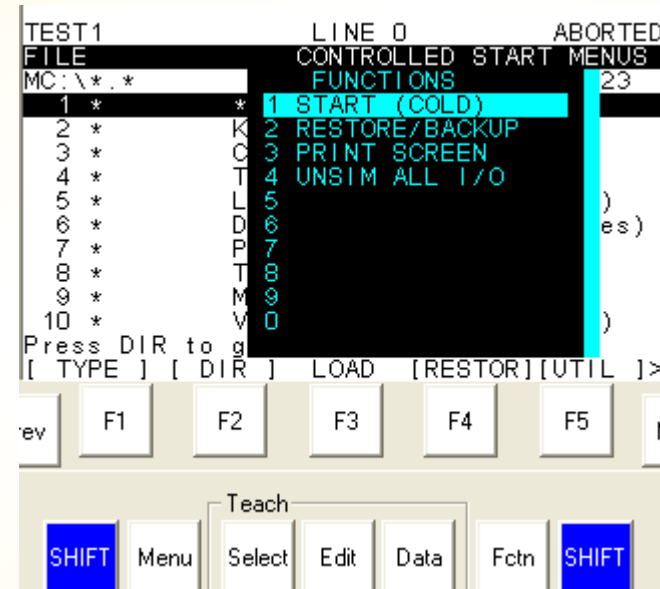 TEST1 LINE 0 ABORTED
FILE CONTROLLED START MENUS
MC:\*.* FUNCTIONS 23
1 * * 1 START (COLD)
2 * K 2 RESTORE/BACKUP
3 * C 3 PRINT SCREEN
4 * T 4 UNSIM ALL I/O
5 * L 5 )
6 * D 6 es)
7 * P 7
8 * T 8
9 * M 9
10 * V 0 )
Press DIR to g
[ TYPE ] [ DIR ] LOAD [RESTOR][UTIL ]>
ev F1 F2 F3 F4 F5
Teach
SHIFT Menu Select Edit Data Fctn SHIFT